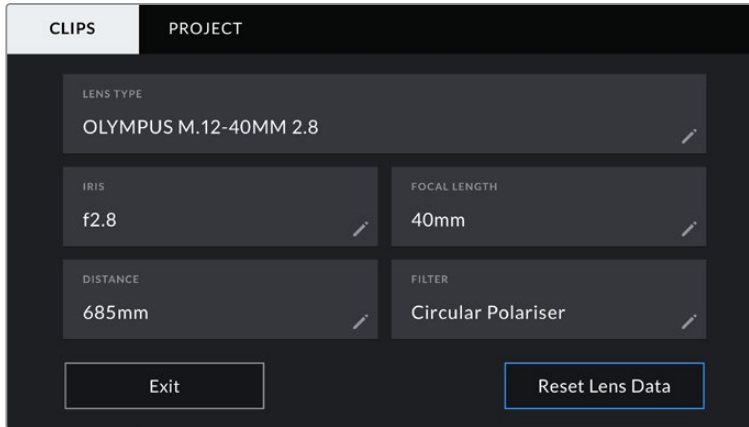 CLIPS PROJECT
LENS TYPE
OLYMPUS M.12-40MM 2.8
IRIS
f2.8
FOCAL LENGTH
40mm
DISTANCE
685mm
FILTER
Circular Polariser
Exit
Reset Lens Data